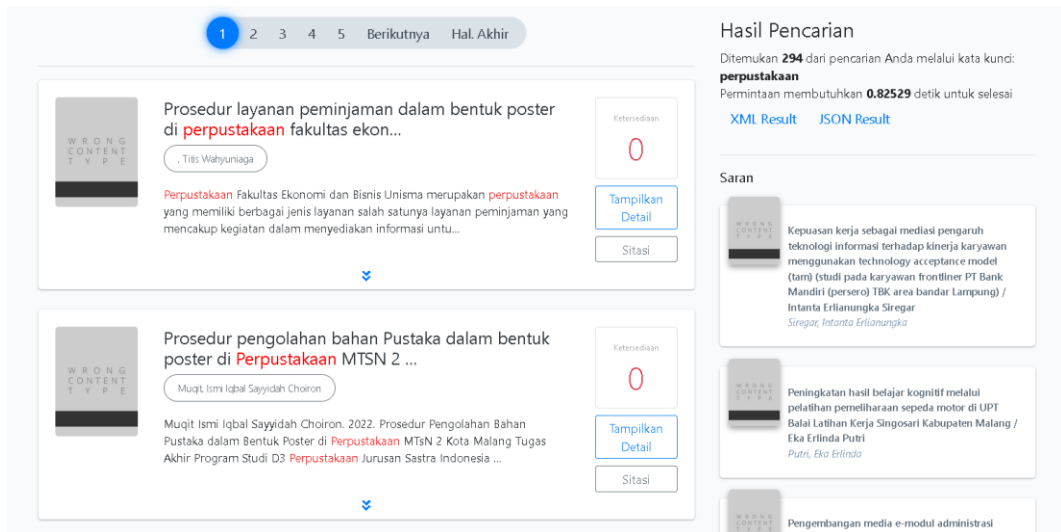 1 2 3 4 5 Berikutnya Hal. Akhir
WRONG
CONTENT
TYPE
Prosedur layanan peminjaman dalam bentuk poster
di perpustakaan fakultas ekon...
, Titis Wahyuniaga
Perpustakaan Fakultas Ekonomi dan Bisnis Unisma merupakan perpustakaan
yang memiliki berbagai jenis layanan salah satunya layanan peminjaman yang
mencakup kegiatan dalam menyediakan informasi untu...
Ketersediaan
0
Tampilkan
Detail
Sitasi
WRONG
CONTENT
TYPE
Prosedur pengolahan bahan Pustaka dalam bentuk
poster di Perpustakaan MTSN 2 ...
Muqit, Ismi Iqbal Sayyidah Choiron
Muqit Ismi Iqbal Sayyidah Choiron. 2022. Prosedur Pengolahan Bahan
Pustaka dalam Bentuk Poster di Perpustakaan MTsN 2 Kota Malang Tugas
Akhir Program Studi D3 Perpustakaan Jurusan Sastra Indonesia ...
Ketersediaan
0
Tampilkan
Detail
Sitasi
Hasil Pencarian
Ditemukan 294 dari pencarian Anda melalui kata kunci:
perpustakaan
Permintaan membutuhkan 0.82529 detik untuk selesai
XML Result JSON Result
Saran
WRONG
CONTENT
TYPE
Kepuasan kerja sebagai mediasi pengaruh
teknologi informasi terhadap kinerja karyawan
menggunakan technology acceptance model
(tam) (studi pada karyawan frontliner PT Bank
Mandiri (persero) TBK area bandar Lampung) /
Intanta Erlianungka Siregar
Siregar, Intanta Erlianungka
WRONG
CONTENT
TYPE
Peningkatan hasil belajar kognitif melalui
pelatihan pemeliharaan sepeda motor di UPT
Balai Latihan Kerja Singosari Kabupaten Malang /
Eka Erlinda Putri
Putri, Eka Erlinda
WRONG
CONTENT
TYPE
Pengembangan media e-modul administrasi